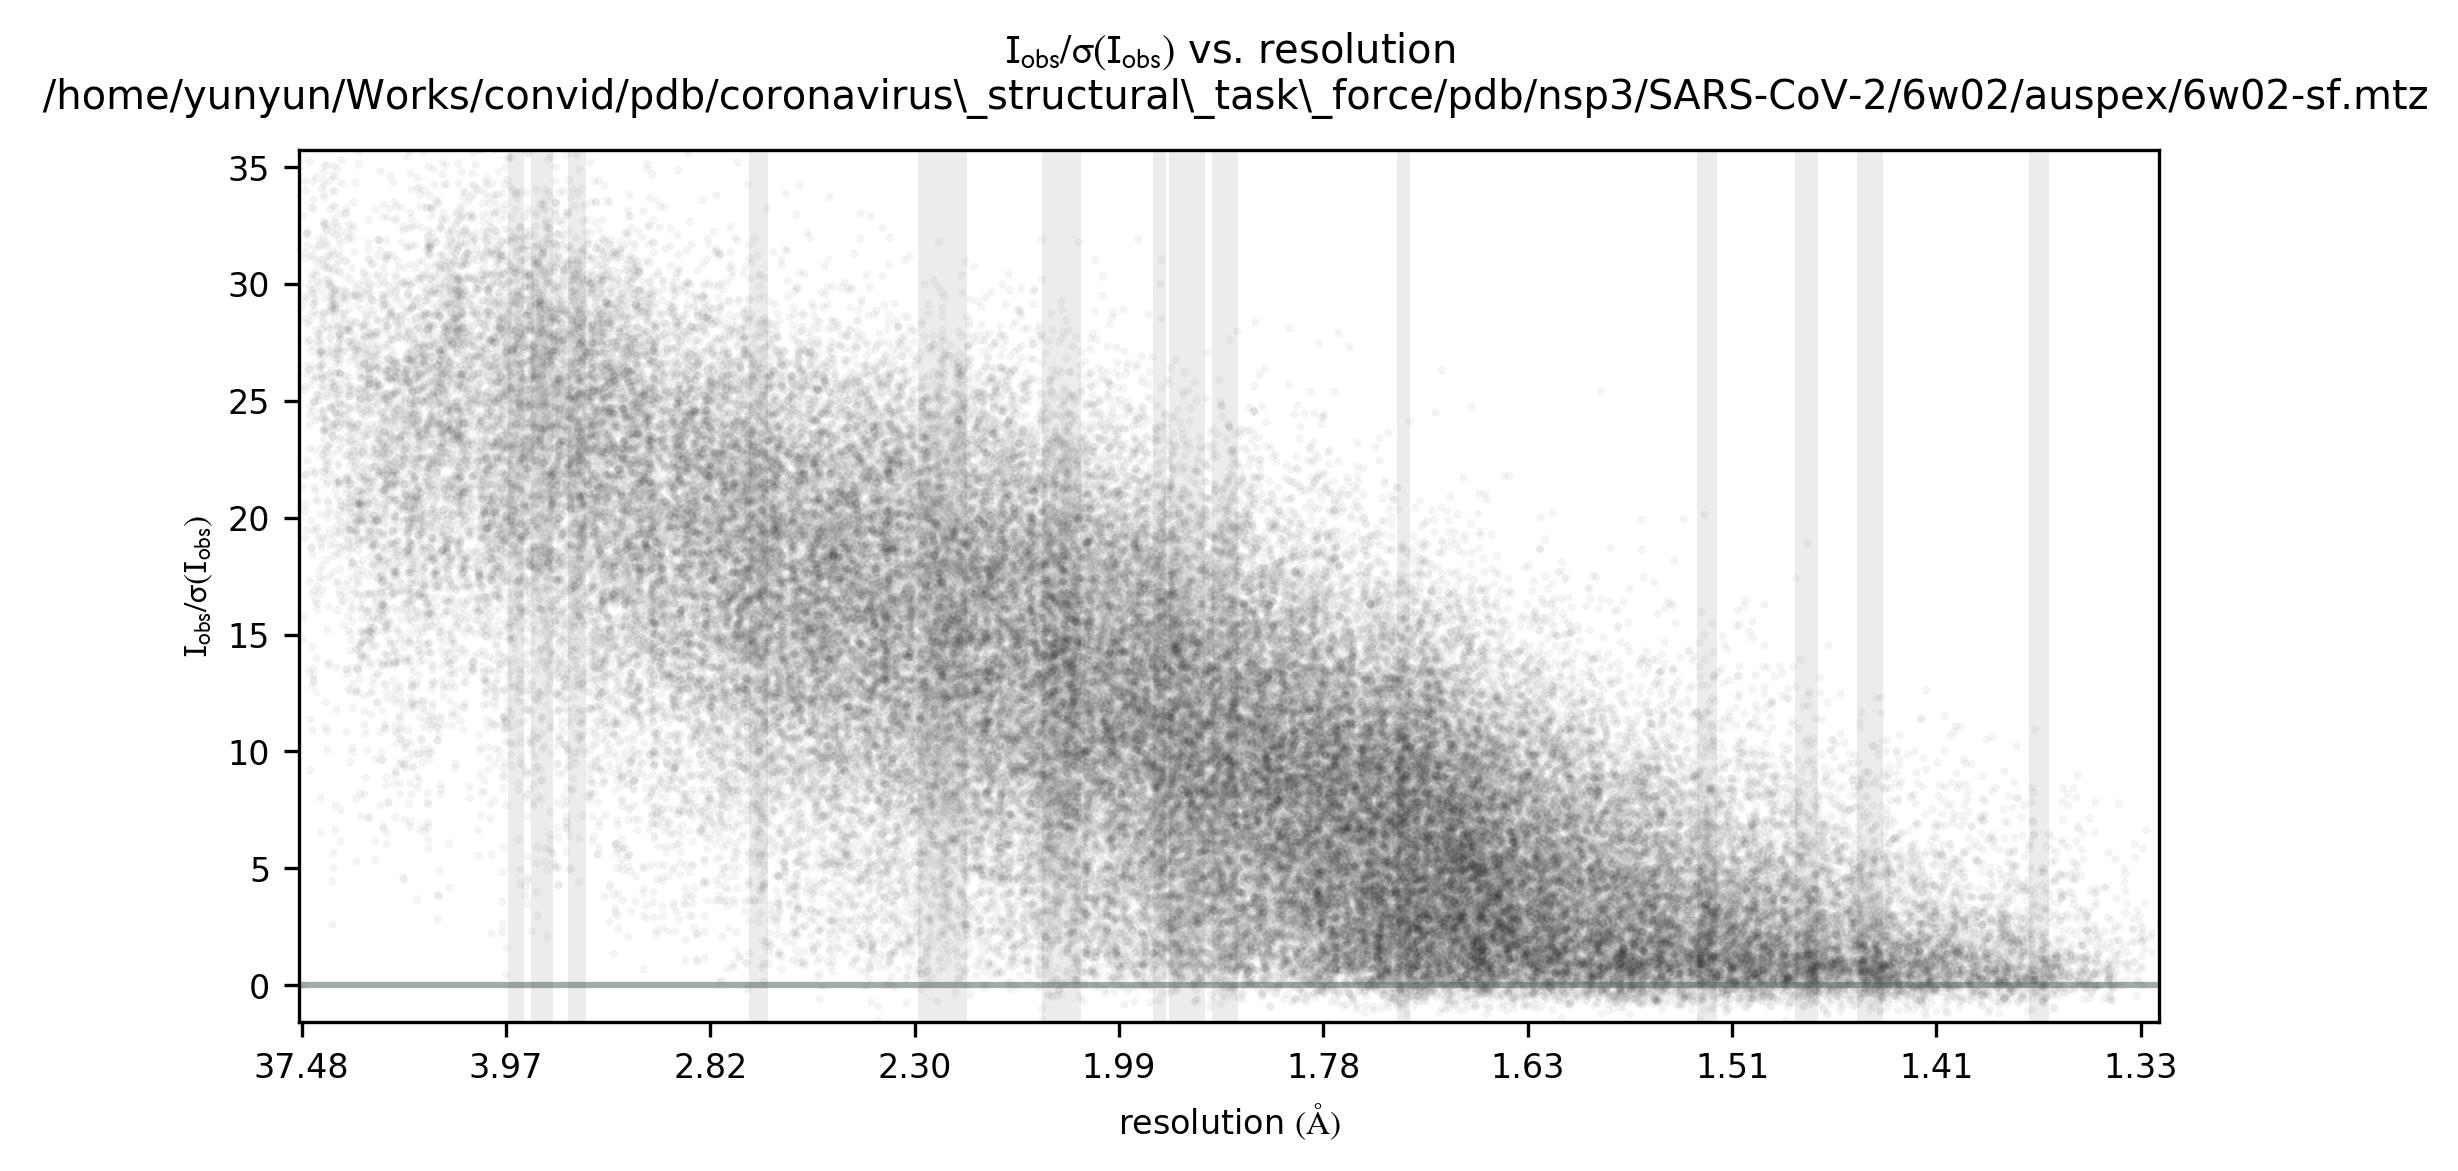 Iobs/σ(Iobs) vs. resolution
/home/yunyun/Works/convid/pdb/coronavirus\_structural\_task\_force/pdb/nsp3/SARS-CoV-2/6w02/auspex/6w02-sf.mtz
Iobs/σ(Iobs)
35
30
25
20
15
10
5
0
37.48 3.97 2.82 2.30 1.99 1.78 1.63 1.51 1.41 1.33
resolution (Å)